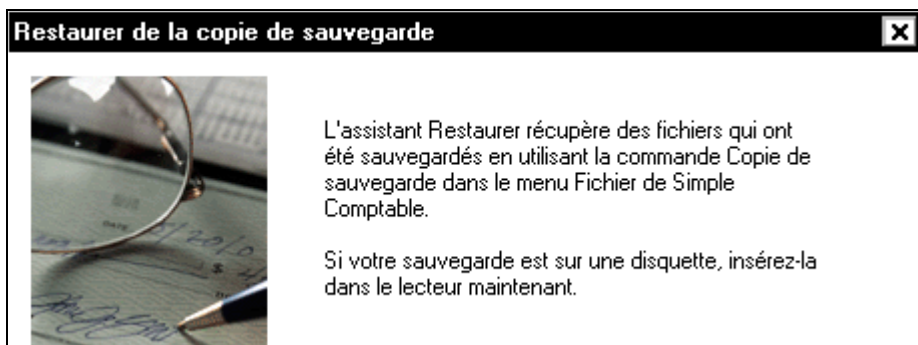 Restaurer de la copie de sauvegarde
L'assistant Restaurer récupère des fichiers qui ont
été sauvegardés en utilisant la commande Copie de
sauvegarde dans le menu Fichier de Simple
Comptable.
Si votre sauvegarde est sur une disquette, insérez-la
dans le lecteur maintenant.
DATE
$